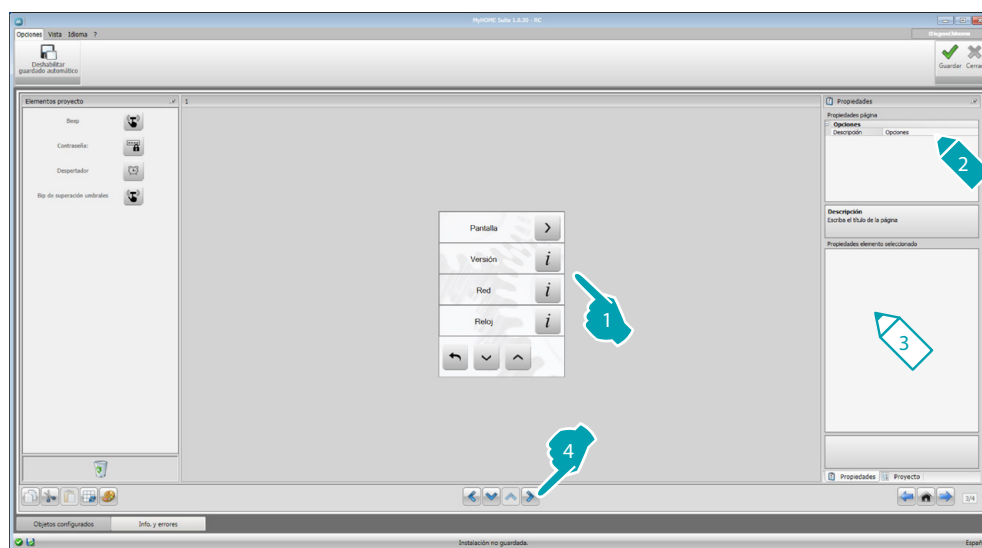 MyHOME Suite 1.0.30 - RC
Opciones Vista Idioma ?
Deshabilitar
guardado automático
Guardar Cerra
Elementos proyecto
1
Propiedades
Beep
Contraseña:
Despertador
Bip de superación umbrales
Propiedades página
Opciones
Descripción Opciones
2
Descripción
Escriba el título de la página
Propiedades elemento seleccionado
Pantalla
Versión i
Red i
Reloj i
1
3
4
Propiedades Proyecto
3/4
Objetos configurados Info. y errores
Instalación no guardada.
Españ